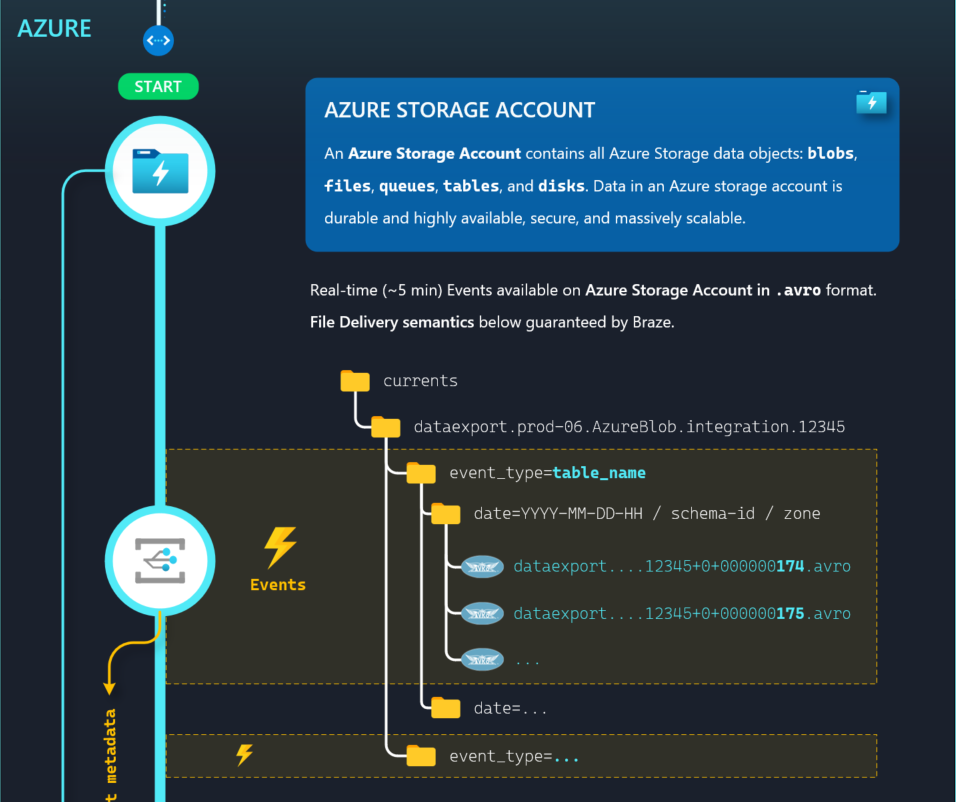 AZURE
START
AZURE STORAGE ACCOUNT
An Azure Storage Account contains all Azure Storage data objects: blobs,
files, queues, tables, and disks. Data in an Azure storage account is
durable and highly available, secure, and massively scalable.
Real-time (~5 min) Events available on Azure Storage Account in .avro format.
File Delivery semantics below guaranteed by Braze.
currents
dataexport.prod-06.AzureBlob.integration.12345
event_type=table_name
date=YYYY-MM-DD-HH / schema-id / zone
dataexport....12345+0+000000174.avro
Events
dataexport....12345+0+000000175.avro
...
date=...
event_type=...
metadata